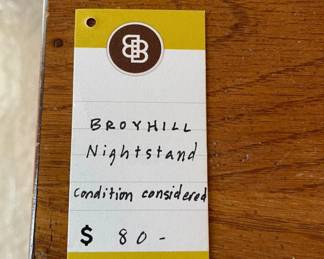 BROYHILL
Nightstand
Condition considered
$ 80-